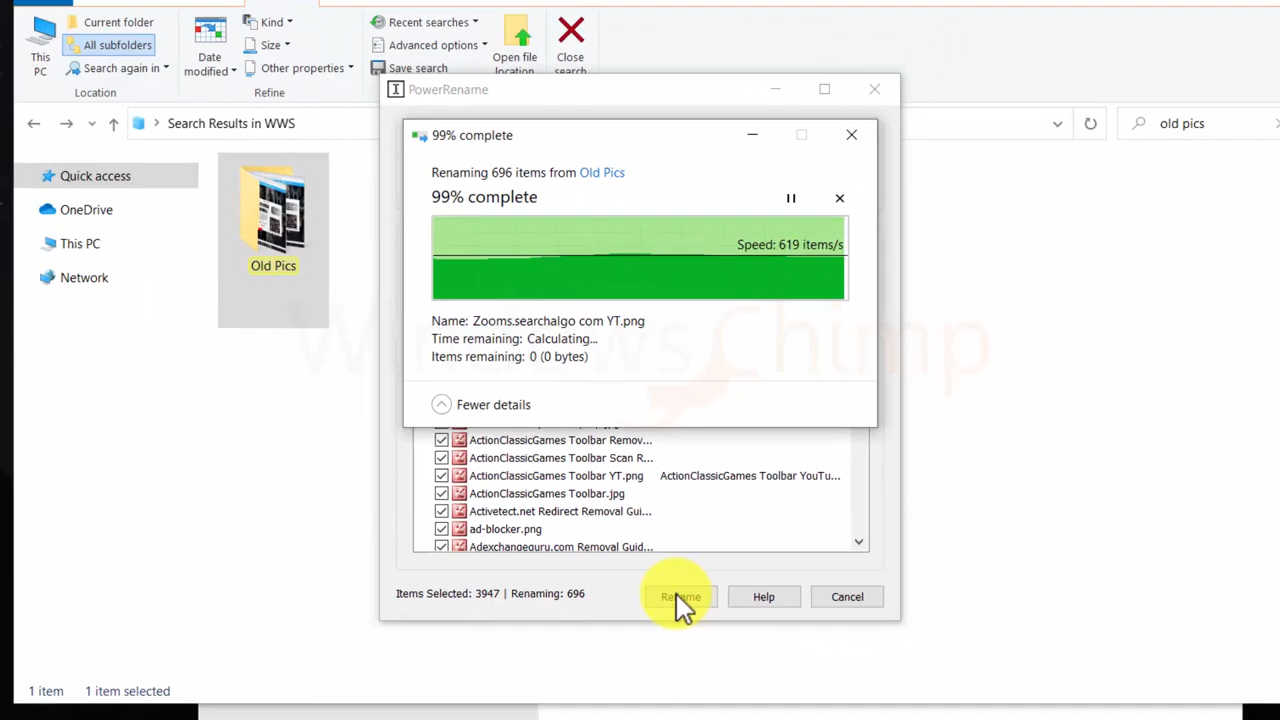 Current folder
All subfolders
Search again in
This
PC
Location
Date
modified
Kind
Size
Other properties
Refine
Recent searches
Advanced options
Save search
Open file
location
Close
search
PowerRename
Search Results in WWS
old pics
Quick access
OneDrive
This PC
Network
Old Pics
99% complete
Renaming 696 items from Old Pics
99% complete
Speed: 619 items/s
Name: Zooms.searchalgo com YT.png
Time remaining: Calculating...
Items remaining: 0 (0 bytes)
Fewer details
ActionClassicGames Toolbar Remov...
ActionClassicGames Toolbar Scan R...
ActionClassicGames Toolbar YT.png ActionClassicGames Toolbar YouTu...
ActionClassicGames Toolbar.jpg
Activetect.net Redirect Removal Gui...
ad-blocker.png
Adexchangeguru.com Removal Guid...
Items Selected: 3947 | Renaming: 696
Rename
Help
Cancel
1 item
1 item selected
Windows Chimp